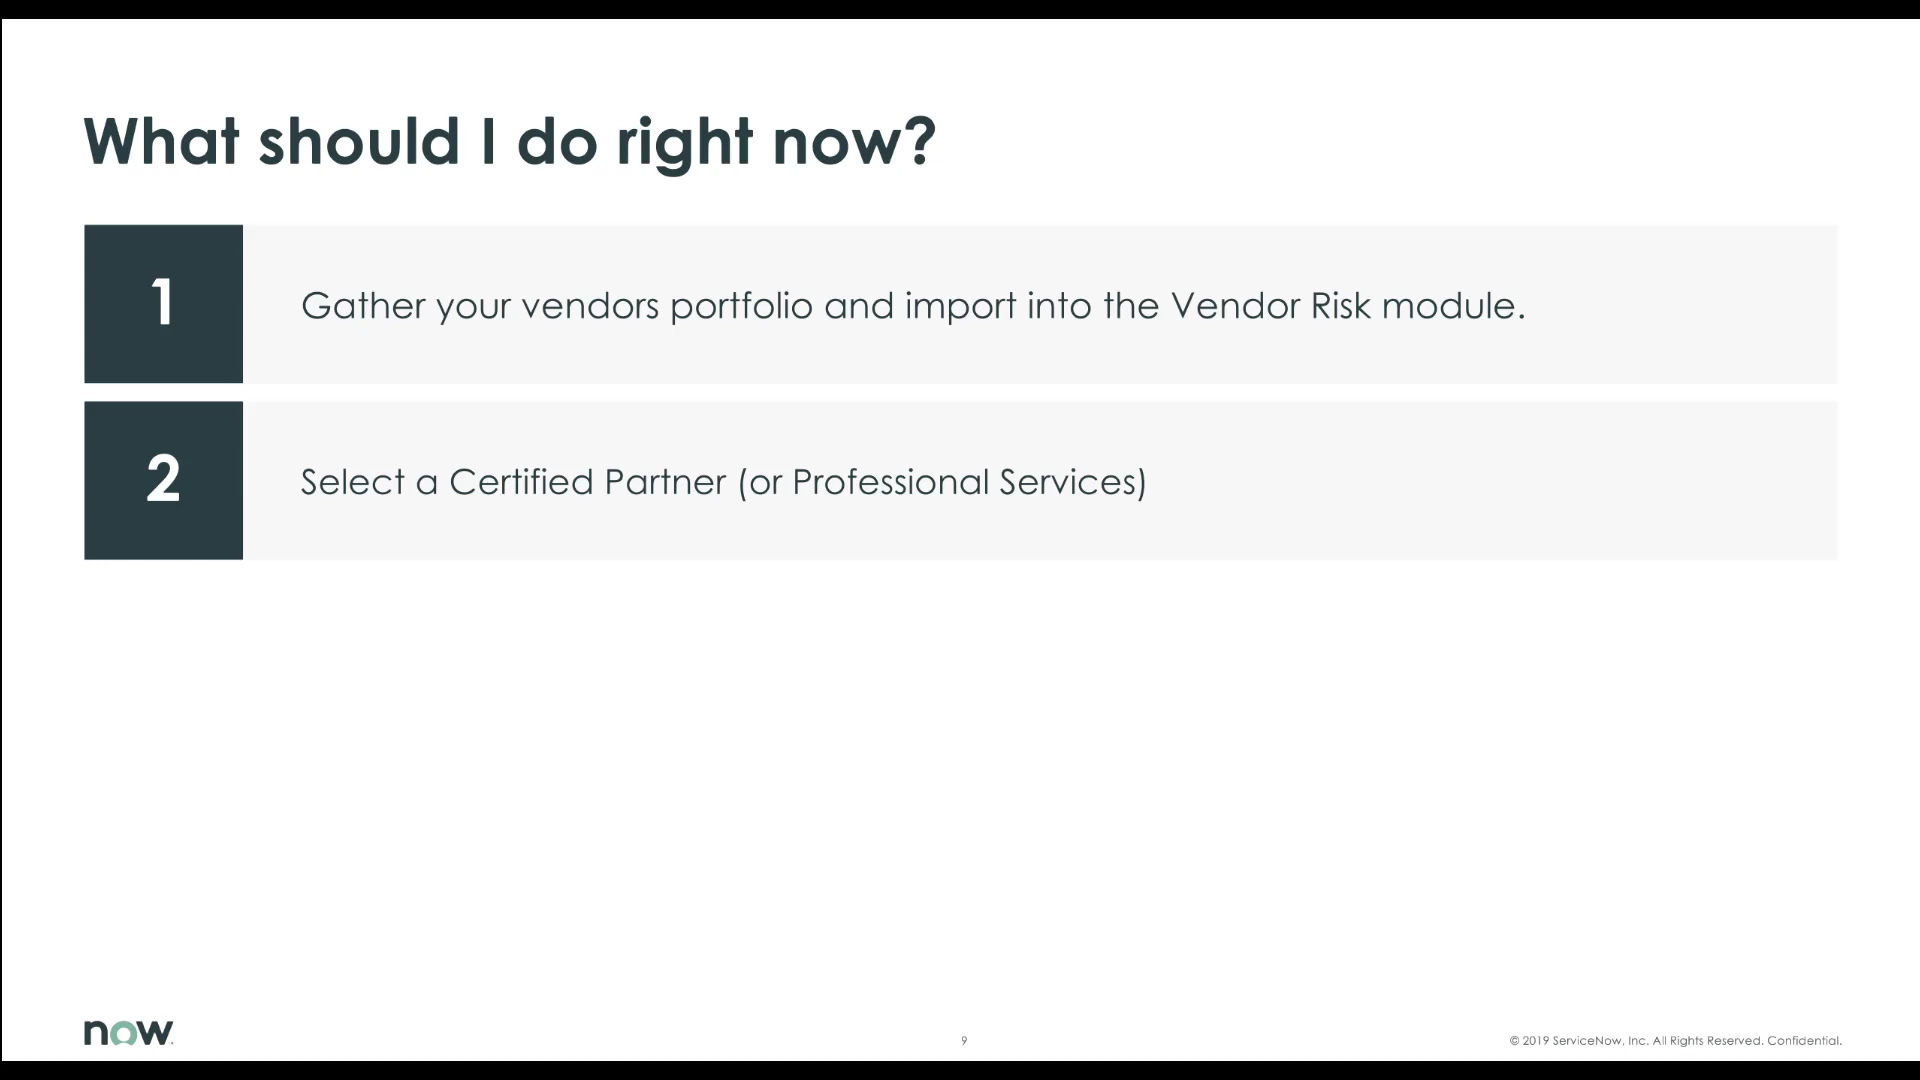 What should I do right now?
1
Gather your vendors portfolio and import into the Vendor Risk module.
2
Select a Certified Partner (or Professional Services)
now.
9
© 2019 ServiceNow, Inc. All Rights Reserved. Confidential.